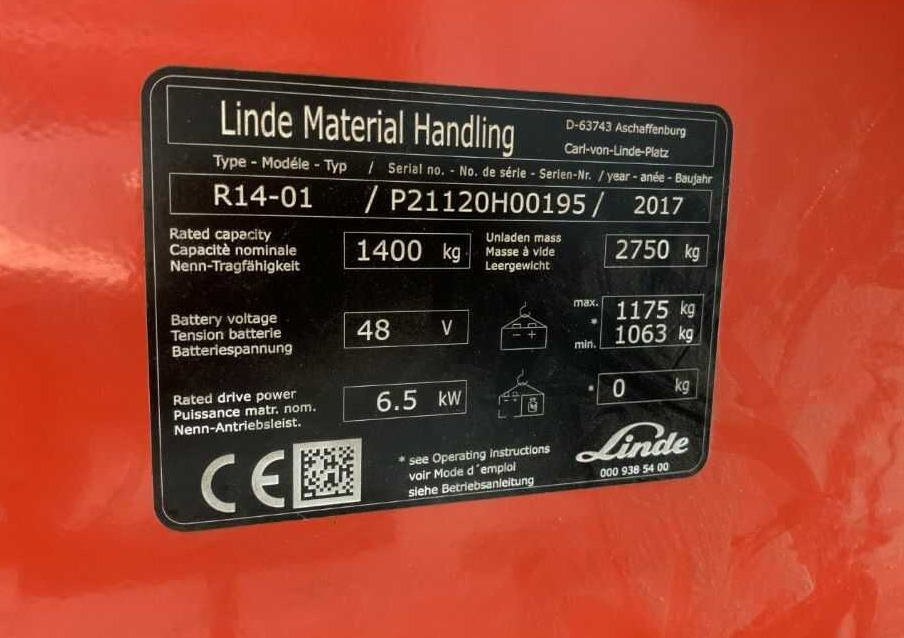 Linde Material Handling
D-63743 Aschaffenburg
Carl-von-Linde-Platz
Type - Modéle - Typ / Serial no. - No. de série - Serien-Nr. / year - anée - Baujahr
R14-01 / P21120H00195 / 2017
Rated capacity
Capacitè nominale
Nenn-Tragfähigkeit
1400 kg
Unladen mass
Masse à vide
Leergewicht
2750 kg
Battery voltage
Tension batterie
Batteriespannung
48 V
- +
max. 1175 kg
*
min. 1063 kg
Rated drive power
Puissance matr. nom.
Nenn-Antriebsleist.
6.5 kW
* 0 kg
CE
* see Operating Instructions
voir Mode d´emploi
siehe Betriebsanleitung
Linde
000 938 54 00